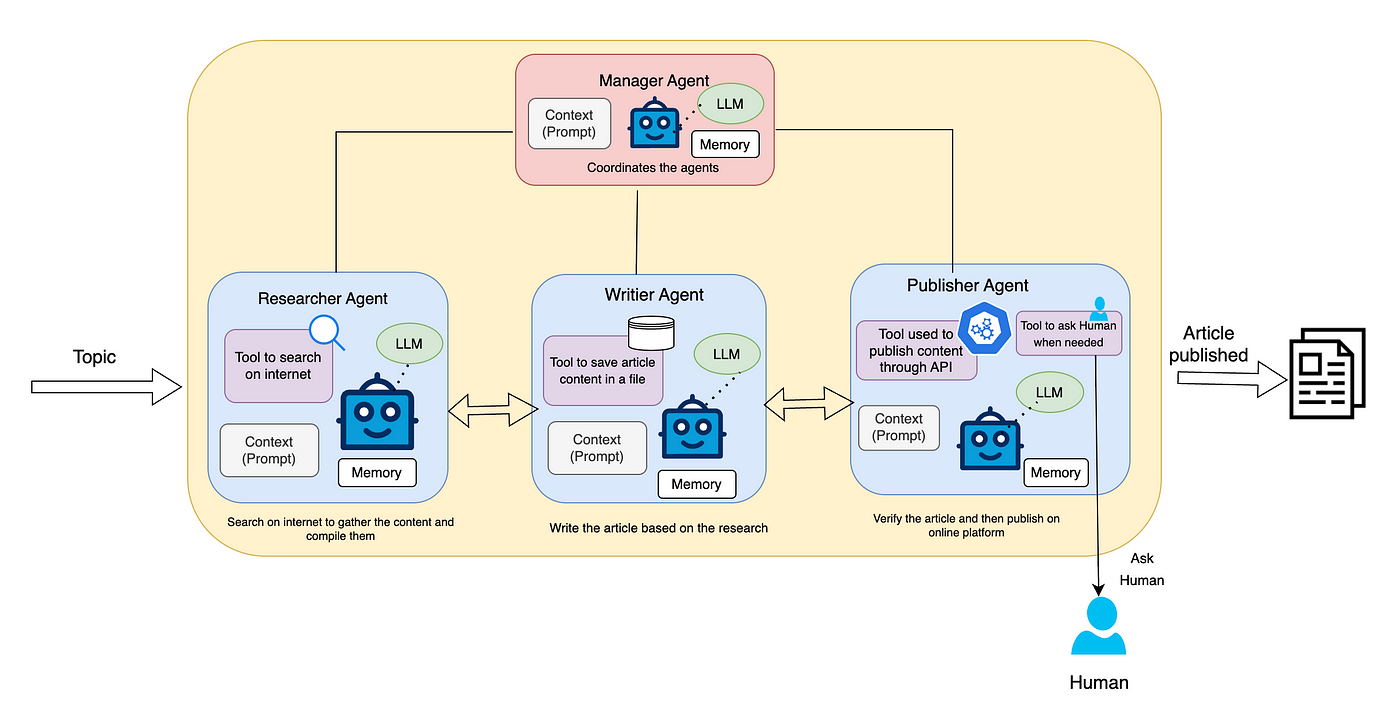 Manager Agent
LLM
Context
(Prompt)
Memory
Coordinates the agents
Topic
Researcher Agent
Tool to search
on internet
LLM
Context
(Prompt)
Memory
Search on internet to gather the content and
compile them
Writier Agent
Tool to save article
content in a file
LLM
Context
(Prompt)
Memory
Write the article based on the research
Publisher Agent
Tool used to
publish content
through API
Tool to ask Human
when needed
LLM
Context
(Prompt)
Memory
Verify the article and then publish on
online platform
Article
published
Ask
Human
Human